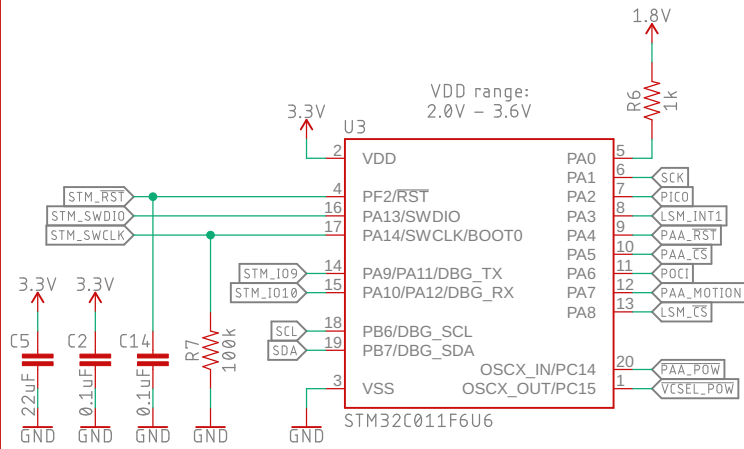 1.8V
VDD range:
2.0V – 3.6V
R6
1k
3.3V
U3
2
VDD
PA0
5
PA1
6
SCK
STM_RST
4
PF2/RST
PA2
7
PICO
STM_SWDIO
16
PA13/SWDIO
PA3
8
LSM_INT1
STM_SWCLK
17
PA14/SWCLK/BOOT0
PA4
9
PAA_RST
PA5
10
PAA_CS
STM_IO9
14
PA9/PA11/DBG_TX
PA6
11
POCI
STM_IO10
15
PA10/PA12/DBG_RX
PA7
12
PAA_MOTION
PA8
13
LSM_CS
3.3V
3.3V
SCL
18
PB6/DBG_SCL
C5
C2
C14
R7
100k
SDA
19
PB7/DBG_SDA
OSCX_IN/PC14
20
PAA_POW
22uF
0.1uF
0.1uF
3
VSS
OSCX_OUT/PC15
1
VCSEL_POW
GND
GND
GND
GND
GND
STM32C011F6U6